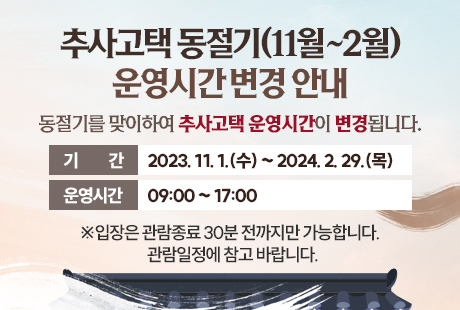 추사고택 동절기(11월~2월)
운영시간 변경 안내
동절기를 맞이하여 추사고택 운영시간이 변경됩니다.
기 간 2023. 11. 1.(수) ~ 2024. 2. 29.(목)
운영시간 09:00 ~ 17:00
※입장은 관람종료 30분 전까지만 가능합니다.
관람일정에 참고 바랍니다.